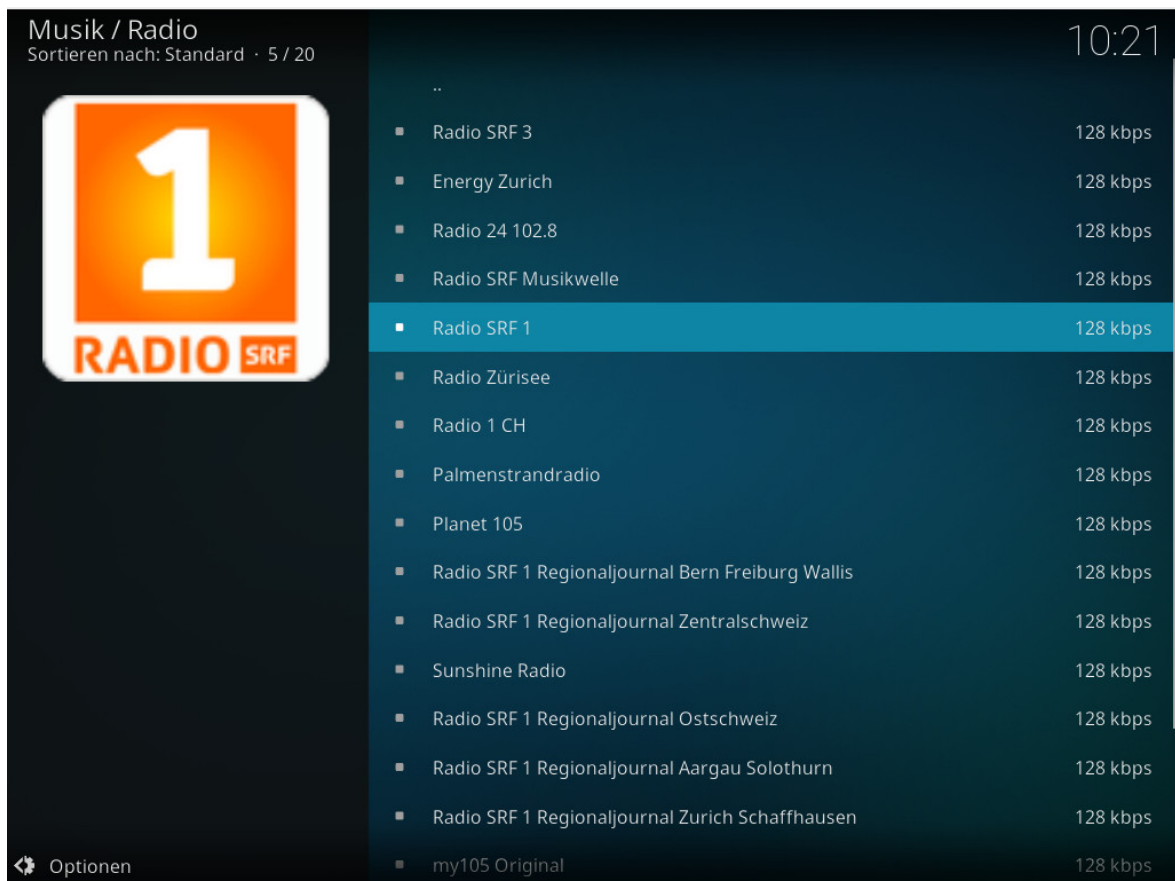 Musik / Radio
Sortieren nach: Standard · 5 / 20
10:21
1
RADIO SRF
..
Radio SRF 3 128 kbps
Energy Zurich 128 kbps
Radio 24 102.8 128 kbps
Radio SRF Musikwelle 128 kbps
Radio SRF 1 128 kbps
Radio Zürisee 128 kbps
Radio 1 CH 128 kbps
Palmenstrandradio 128 kbps
Planet 105 128 kbps
Radio SRF 1 Regionaljournal Bern Freiburg Wallis 128 kbps
Radio SRF 1 Regionaljournal Zentralschweiz 128 kbps
Sunshine Radio 128 kbps
Radio SRF 1 Regionaljournal Ostschweiz 128 kbps
Radio SRF 1 Regionaljournal Aargau Solothurn 128 kbps
Radio SRF 1 Regionaljournal Zurich Schaffhausen 128 kbps
my105 Original 128 kbps
Optionen